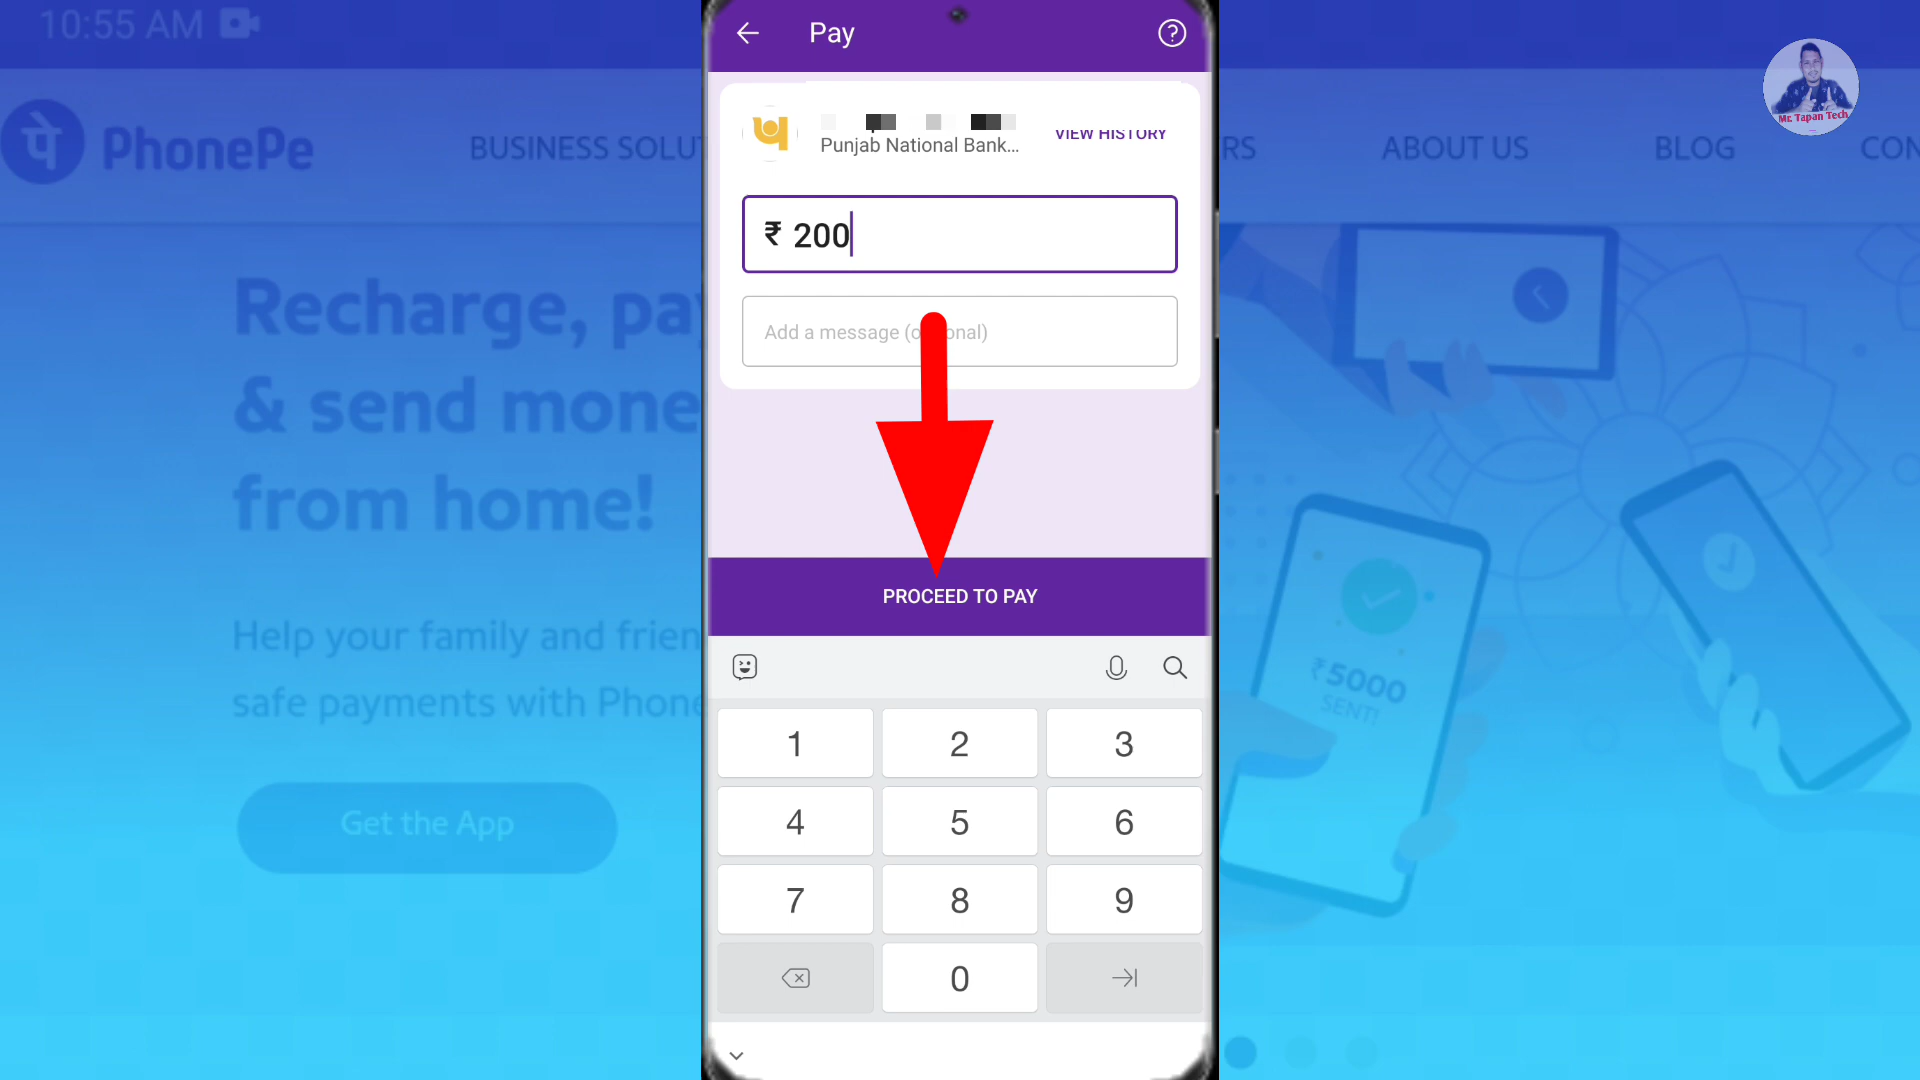 10:55 AM
Pay
?
पे PhonePe
BUSINESS SOLUT
RS
ABOUT US
BLOG
CON
Mr. Tapan Tech
Punjab National Bank...
VIEW HISTORY
₹ 200
Add a message (o onal)
Recharge, pay
& send mone
from home!
Help your family and frien
safe payments with Phone
Get the App
₹5000
SENT!
PROCEED TO PAY
1 2 3
4 5 6
7 8 9
0